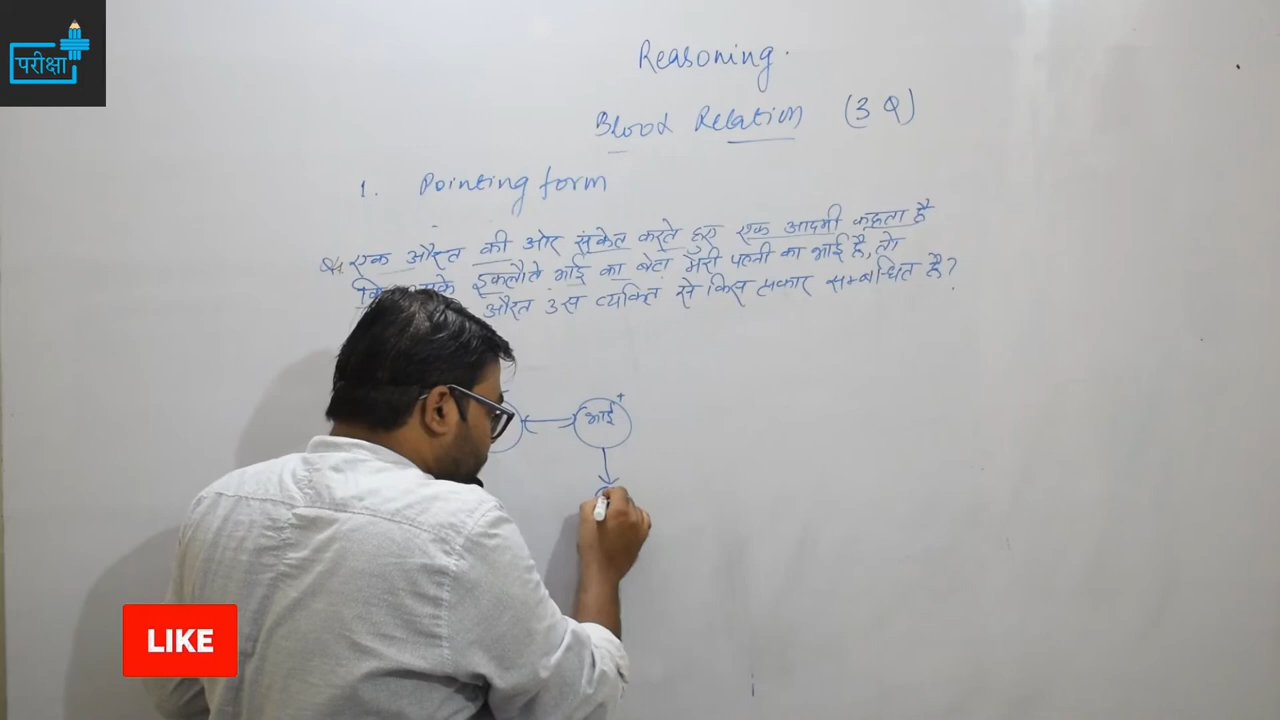 परीक्षा
Reasoning.
Blood Relation (3 Q)
1. Pointing form
Q4. एक औरत की ओर संकेत करते हुए एक आदमी कहता है
कि इकलौते भाई का बेटा मेरी पत्नी का भाई है, तो
औरत उस व्यक्ति से किस प्रकार सम्बन्धित है?
भाई +
LIKE